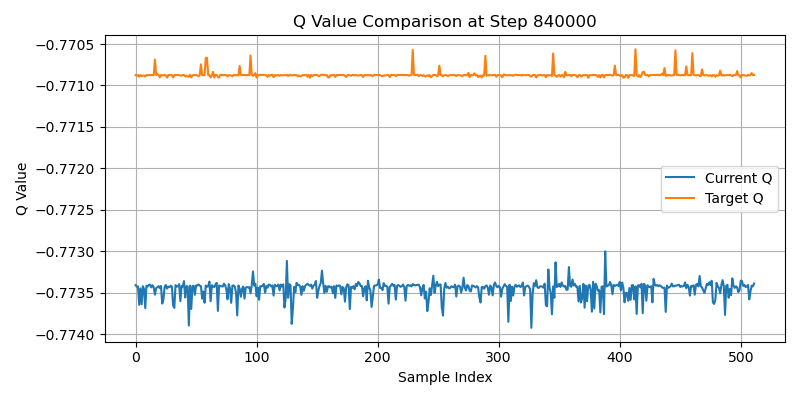 Q Value Comparison at Step 840000
Q Value
−0.7705
−0.7710
−0.7715
−0.7720
−0.7725
−0.7730
−0.7735
−0.7740
Current Q
Target Q
0 100 200 300 400 500
Sample Index